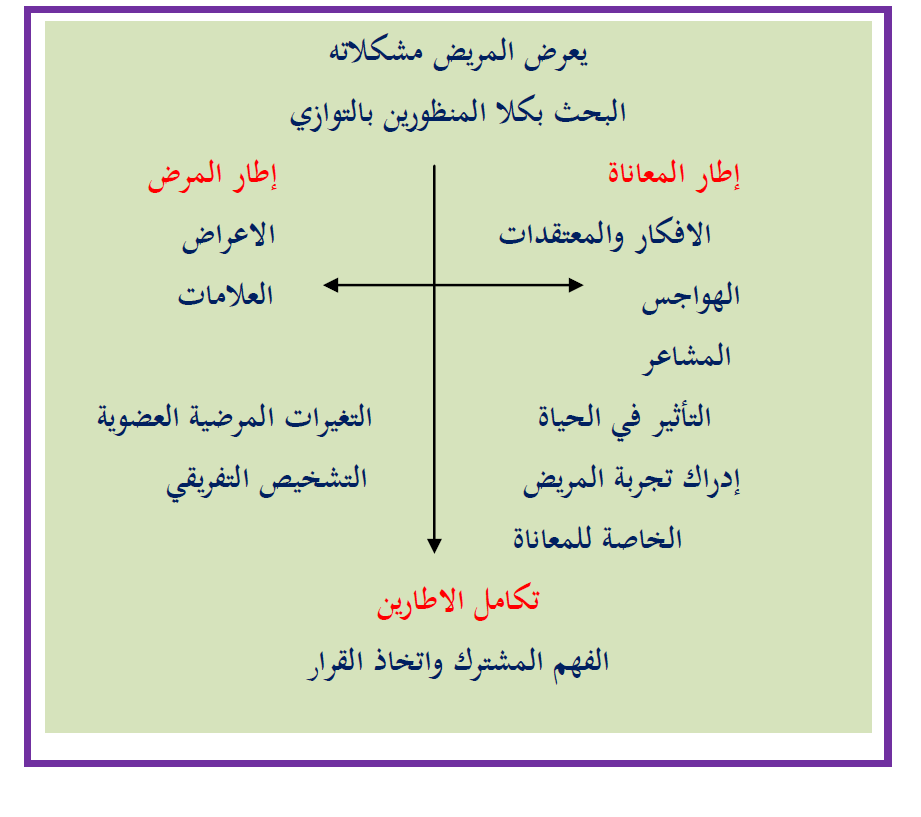 يعرض المريض مشكلاته
البحث بكلا المنظورين بالتوازي
إطار المعاناة
إطار المرض
الافكار والمعتقدات
الاعراض
الهواجس
العلامات
المشاعر
التأثير في الحياة
التغيرات المرضية العضوية
إدراك تجربة المريض
التشخيص التفريقي
الخاصة للمعاناة
تكامل الاطارين
الفهم المشترك واتخاذ القرار